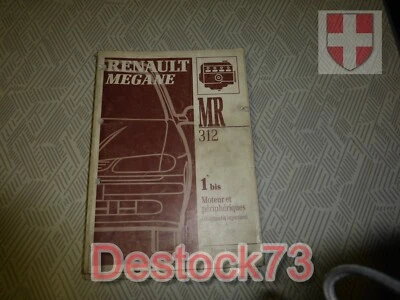 RENAULT
MEGANE
MR
312
1 bis
Moteur et
périphériques
Destock73